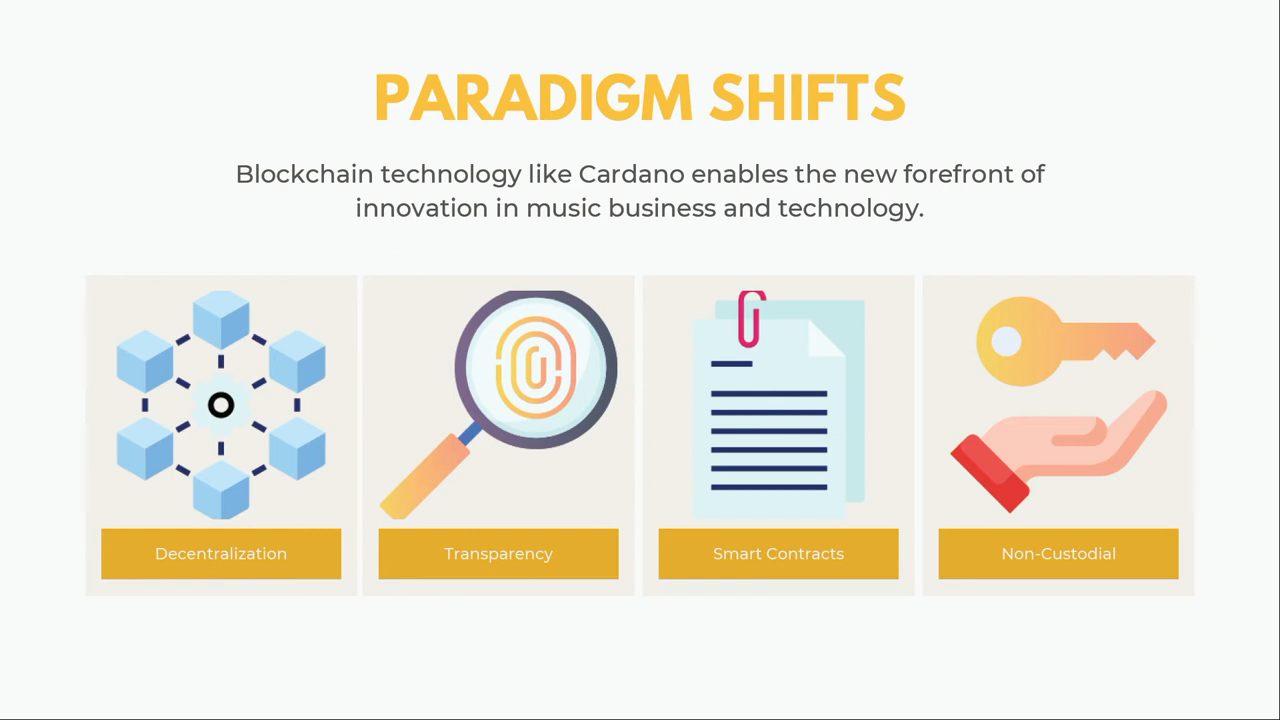 PARADIGM SHIFTS
Blockchain technology like Cardano enables the new forefront of
innovation in music business and technology.
Decentralization
Transparency
Smart Contracts
Non-Custodial